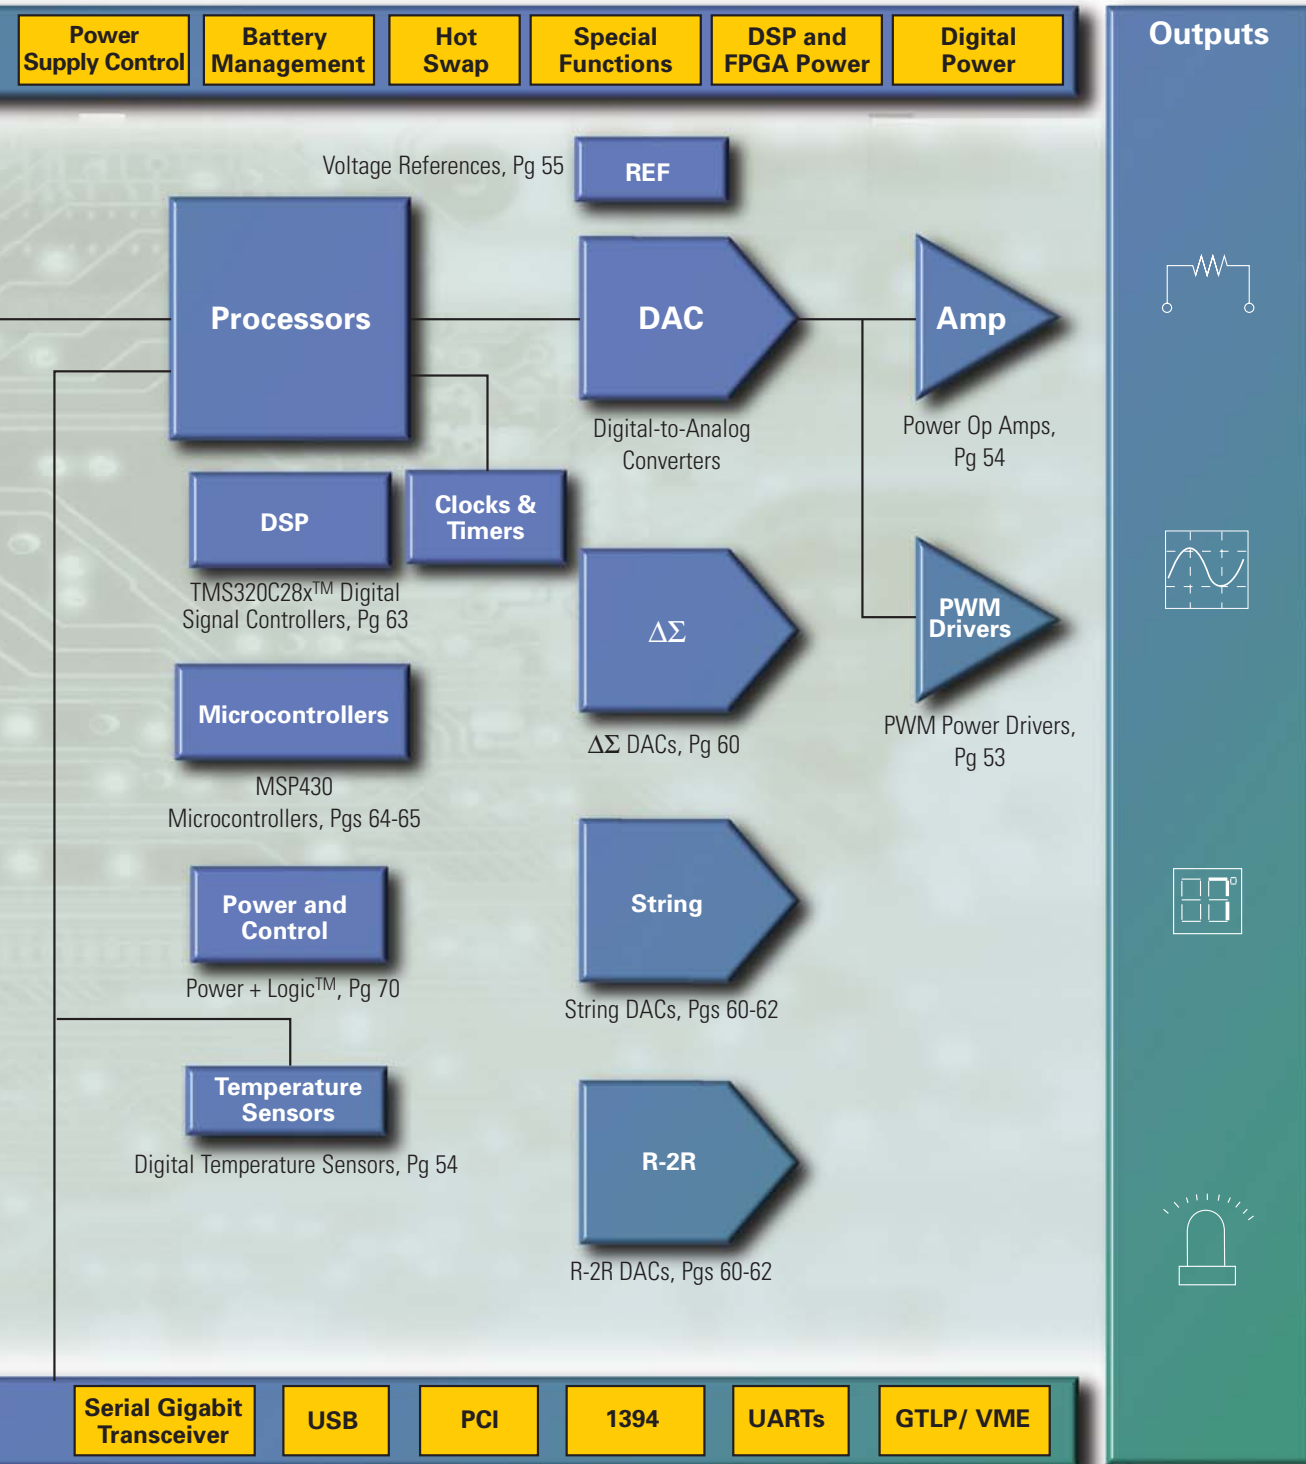 Power
Supply Control
Battery
Management
Hot
Swap
Special
Functions
DSP and
FPGA Power
Digital
Power
Outputs
Voltage References, Pg 55
REF
Processors
DAC
Amp
Digital-to-Analog
Converters
Power Op Amps,
Pg 54
DSP
Clocks &
Timers
TMS320C28x™ Digital
Signal Controllers, Pg 63
ΔΣ
PWM
Drivers
Microcontrollers
ΔΣ DACs, Pg 60
PWM Power Drivers,
Pg 53
MSP430
Microcontrollers, Pgs 64-65
Power and
Control
String
Power + Logic™, Pg 70
String DACs, Pgs 60-62
Temperature
Sensors
Digital Temperature Sensors, Pg 54
R-2R
R-2R DACs, Pgs 60-62
Serial Gigabit
Transceiver
USB
PCI
1394
UARTs
GTLP/ VME